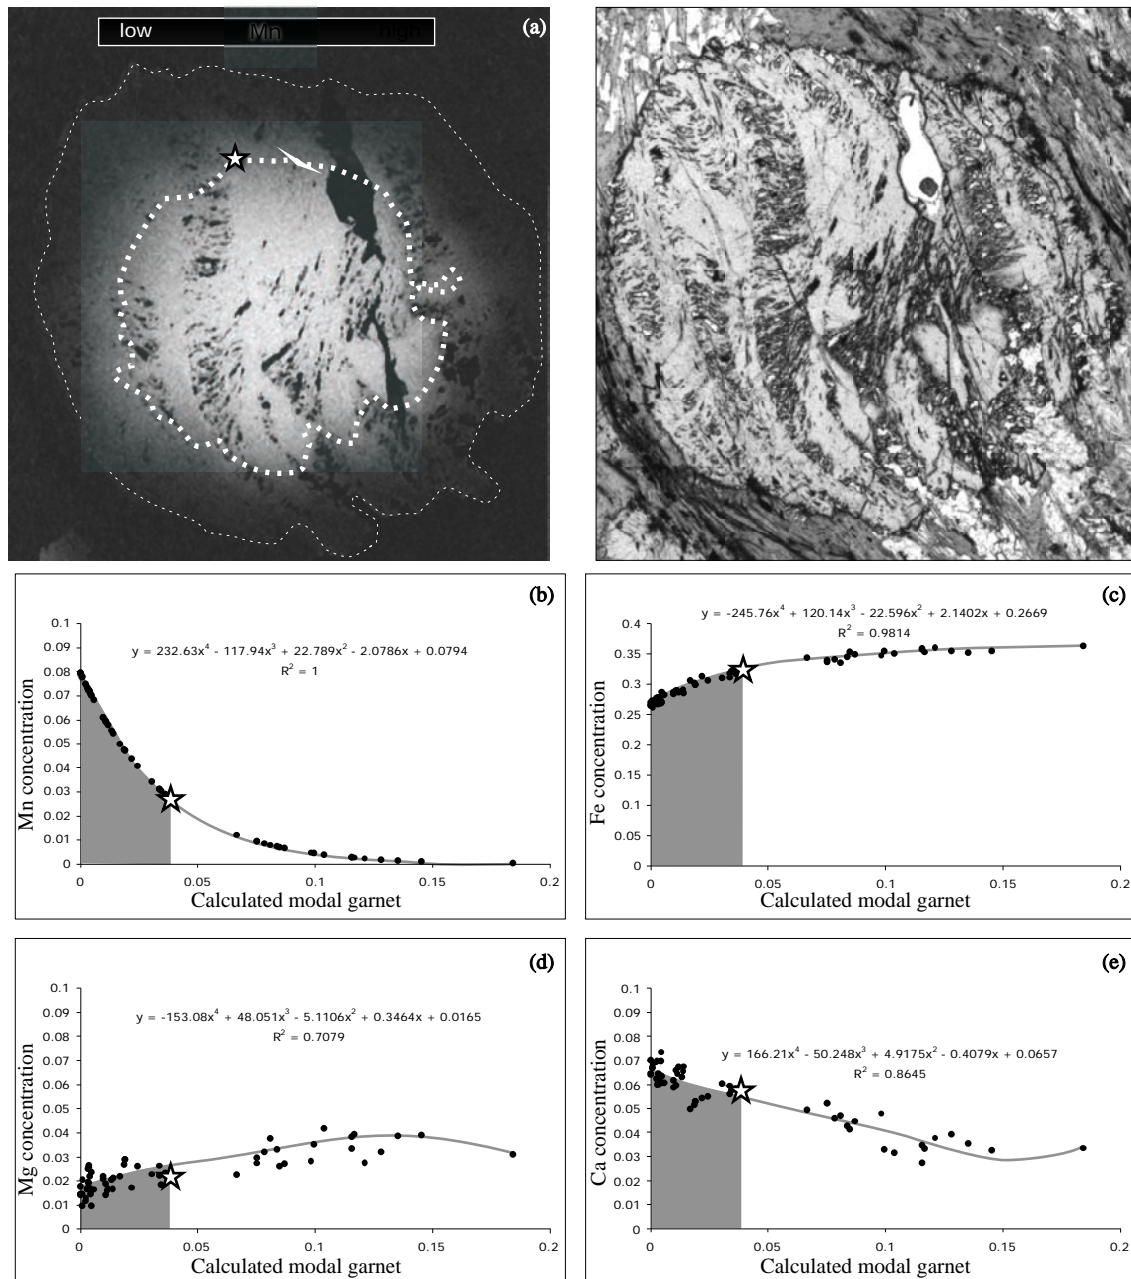 low Mn high (a)
(b)
y = 232.63x⁴ - 117.94x³ + 22.789x² - 2.0786x + 0.0794
R² = 1
0.1
0.09
0.08
0.07
0.06
0.05
0.04
0.03
0.02
0.01
0
0 0.05 0.1 0.15 0.2
Mn concentration
Calculated modal garnet
(c)
y = -245.76x⁴ + 120.14x³ - 22.596x² + 2.1402x + 0.2669
R² = 0.9814
0.4
0.35
0.3
0.25
0.2
0.15
0.1
0.05
0
0 0.05 0.1 0.15 0.2
Fe concentration
Calculated modal garnet
(d)
y = -153.08x⁴ + 48.051x³ - 5.1106x² + 0.3464x + 0.0165
R² = 0.7079
0.1
0.09
0.08
0.07
0.06
0.05
0.04
0.03
0.02
0.01
0
0 0.05 0.1 0.15 0.2
Mg concentration
Calculated modal garnet
(e)
y = 166.21x⁴ - 50.248x³ + 4.9175x² - 0.4079x + 0.0657
R² = 0.8645
0.1
0.09
0.08
0.07
0.06
0.05
0.04
0.03
0.02
0.01
0
0 0.05 0.1 0.15 0.2
Ca concentration
Calculated modal garnet